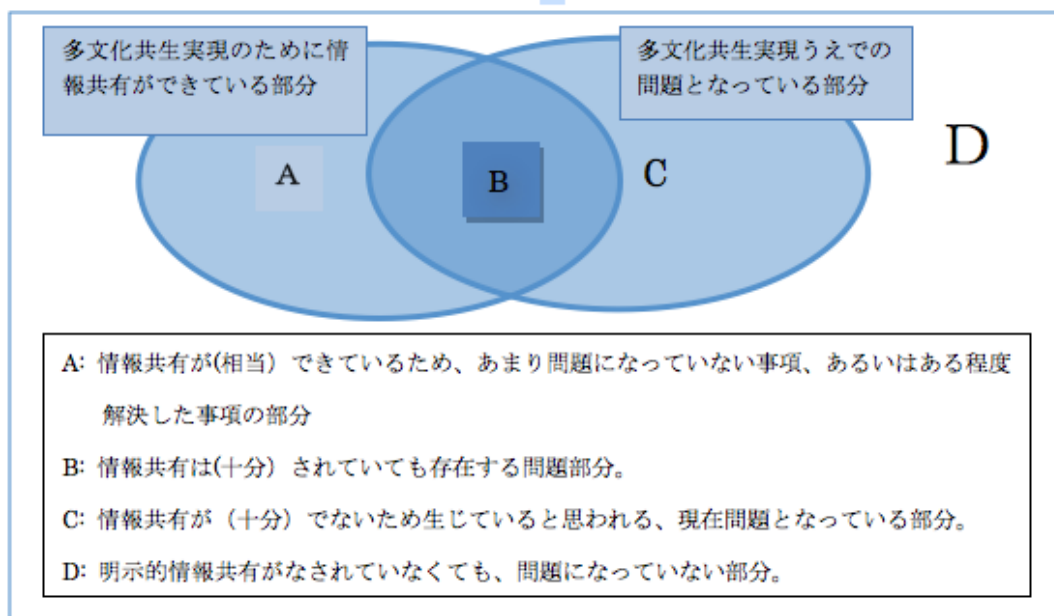 多文化共生実現のために情
報共有ができている部分
多文化共生実現うえでの
問題となっている部分
A
B
C
D
A: 情報共有が(相当）できているため、あまり問題になっていない事項、あるいはある程度
解決した事項の部分
B: 情報共有は(十分）されていても存在する問題部分。
C: 情報共有が（十分）でないため生じていると思われる、現在問題となっている部分。
D: 明示的情報共有がなされていなくても、問題になっていない部分。